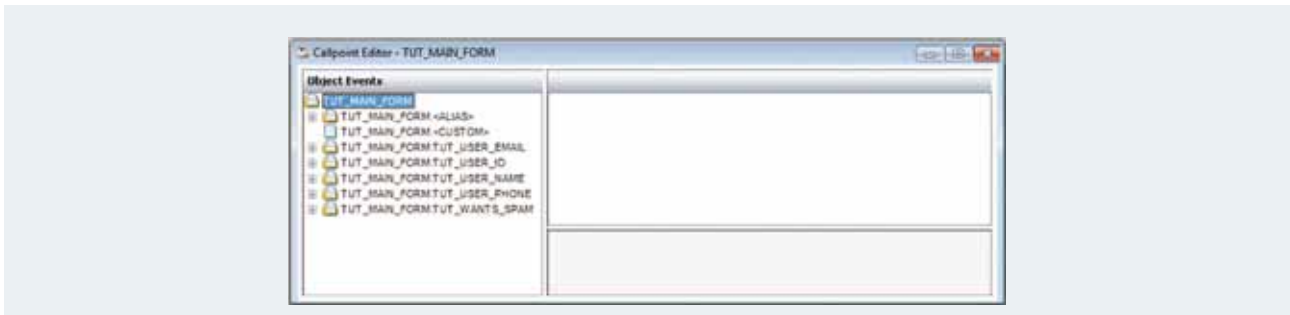 Callpoint Editor - TUT_MAIN_FORM
Object Events
TUT_MAIN_FORM
TUT_MAIN_FORM.<ALIAS>
TUT_MAIN_FORM.<CUSTOM>
TUT_MAIN_FORM.TUT_USER_EMAIL
TUT_MAIN_FORM.TUT_USER_ID
TUT_MAIN_FORM.TUT_USER_NAME
TUT_MAIN_FORM.TUT_USER_PHONE
TUT_MAIN_FORM.TUT_WANTS_SPAM